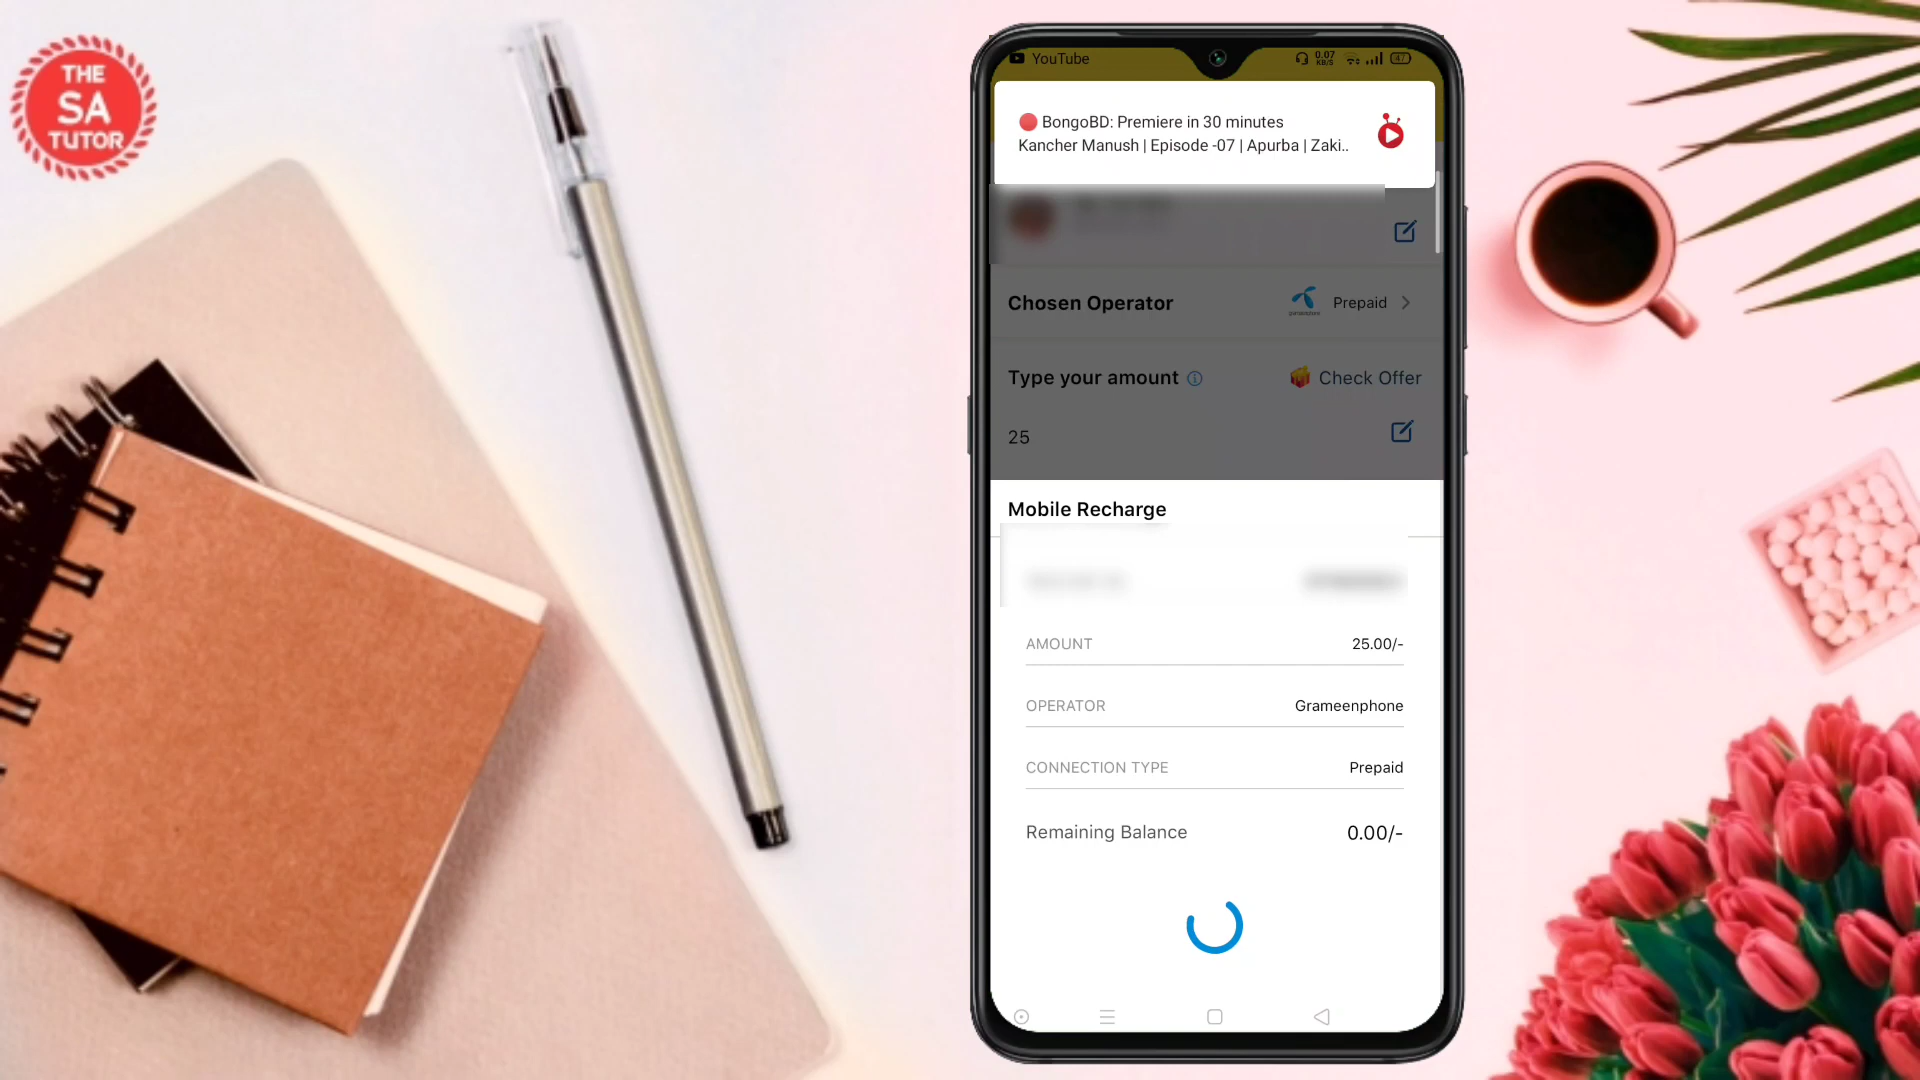 THE
SA
TUTOR
YouTube
0.07
KB/S
47
🔴 BongoBD: Premiere in 30 minutes
Kancher Manush | Episode -07 | Apurba | Zaki..
Chosen Operator
Prepaid
Type your amount
Check Offer
25
Mobile Recharge
AMOUNT 25.00/-
OPERATOR Grameenphone
CONNECTION TYPE Prepaid
Remaining Balance 0.00/-